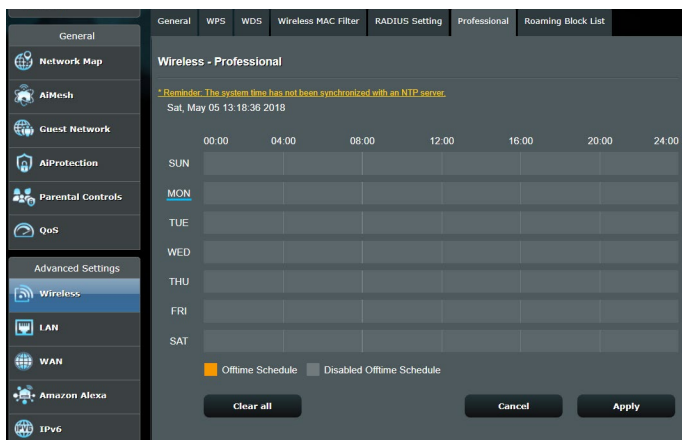 General
Network Map
AiMesh
Guest Network
AiProtection
Parental Controls
QoS
Advanced Settings
Wireless
LAN
WAN
Amazon Alexa
IPv6
General WPS WDS Wireless MAC Filter RADIUS Setting Professional Roaming Block List
Wireless - Professional
* Reminder: The system time has not been synchronized with an NTP server.
Sat, May 05 13:18:36 2018
00:00 04:00 08:00 12:00 16:00 20:00 24:00
SUN
MON
TUE
WED
THU
FRI
SAT
Offtime Schedule Disabled Offtime Schedule
Clear all Cancel Apply